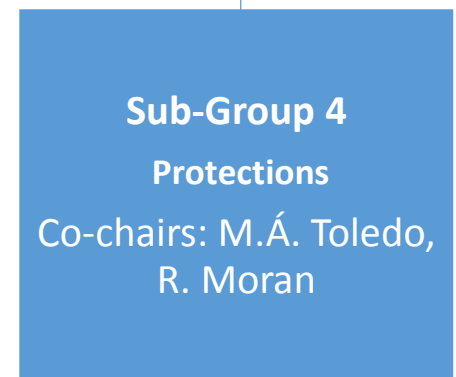 Sub-Group 4
Protections
Co-chairs: M.Á. Toledo,
R. Moran